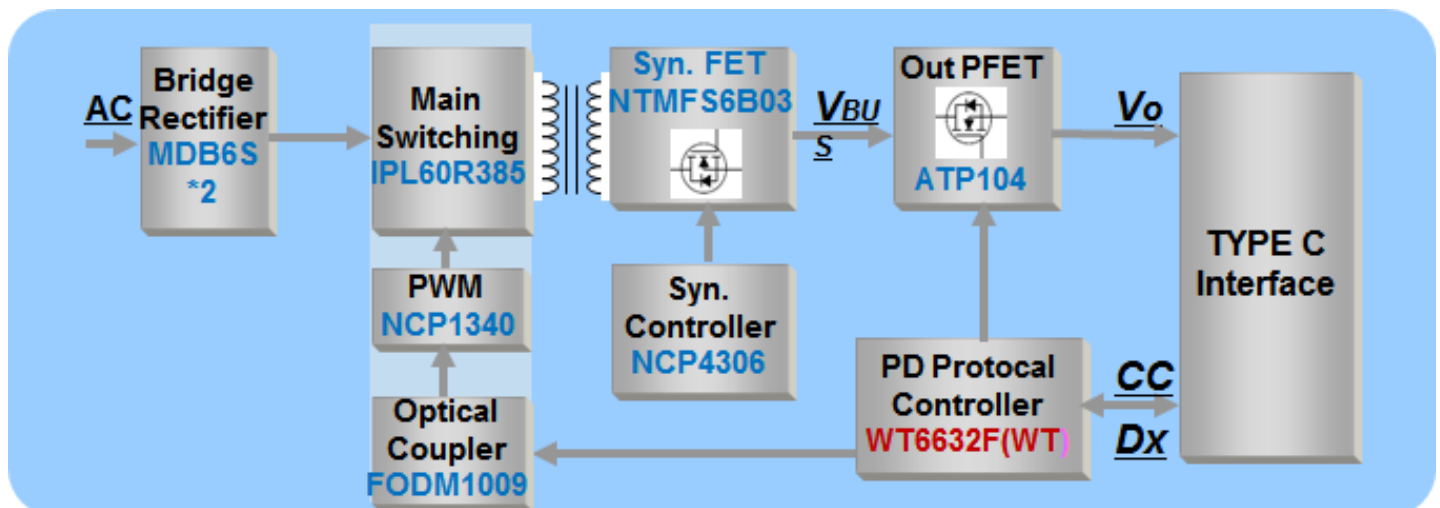 AC
Bridge
Rectifier
MDB6S
*2
Main
Switching
IPL60R385
PWM
NCP1340
Optical
Coupler
FODM1009
Syn. FET
NTMFS6B03
Syn.
Controller
NCP4306
VBU
S
Out PFET
ATP104
PD Protocal
Controller
WT6632F(WT)
Vo
CC
Dx
TYPE C
Interface